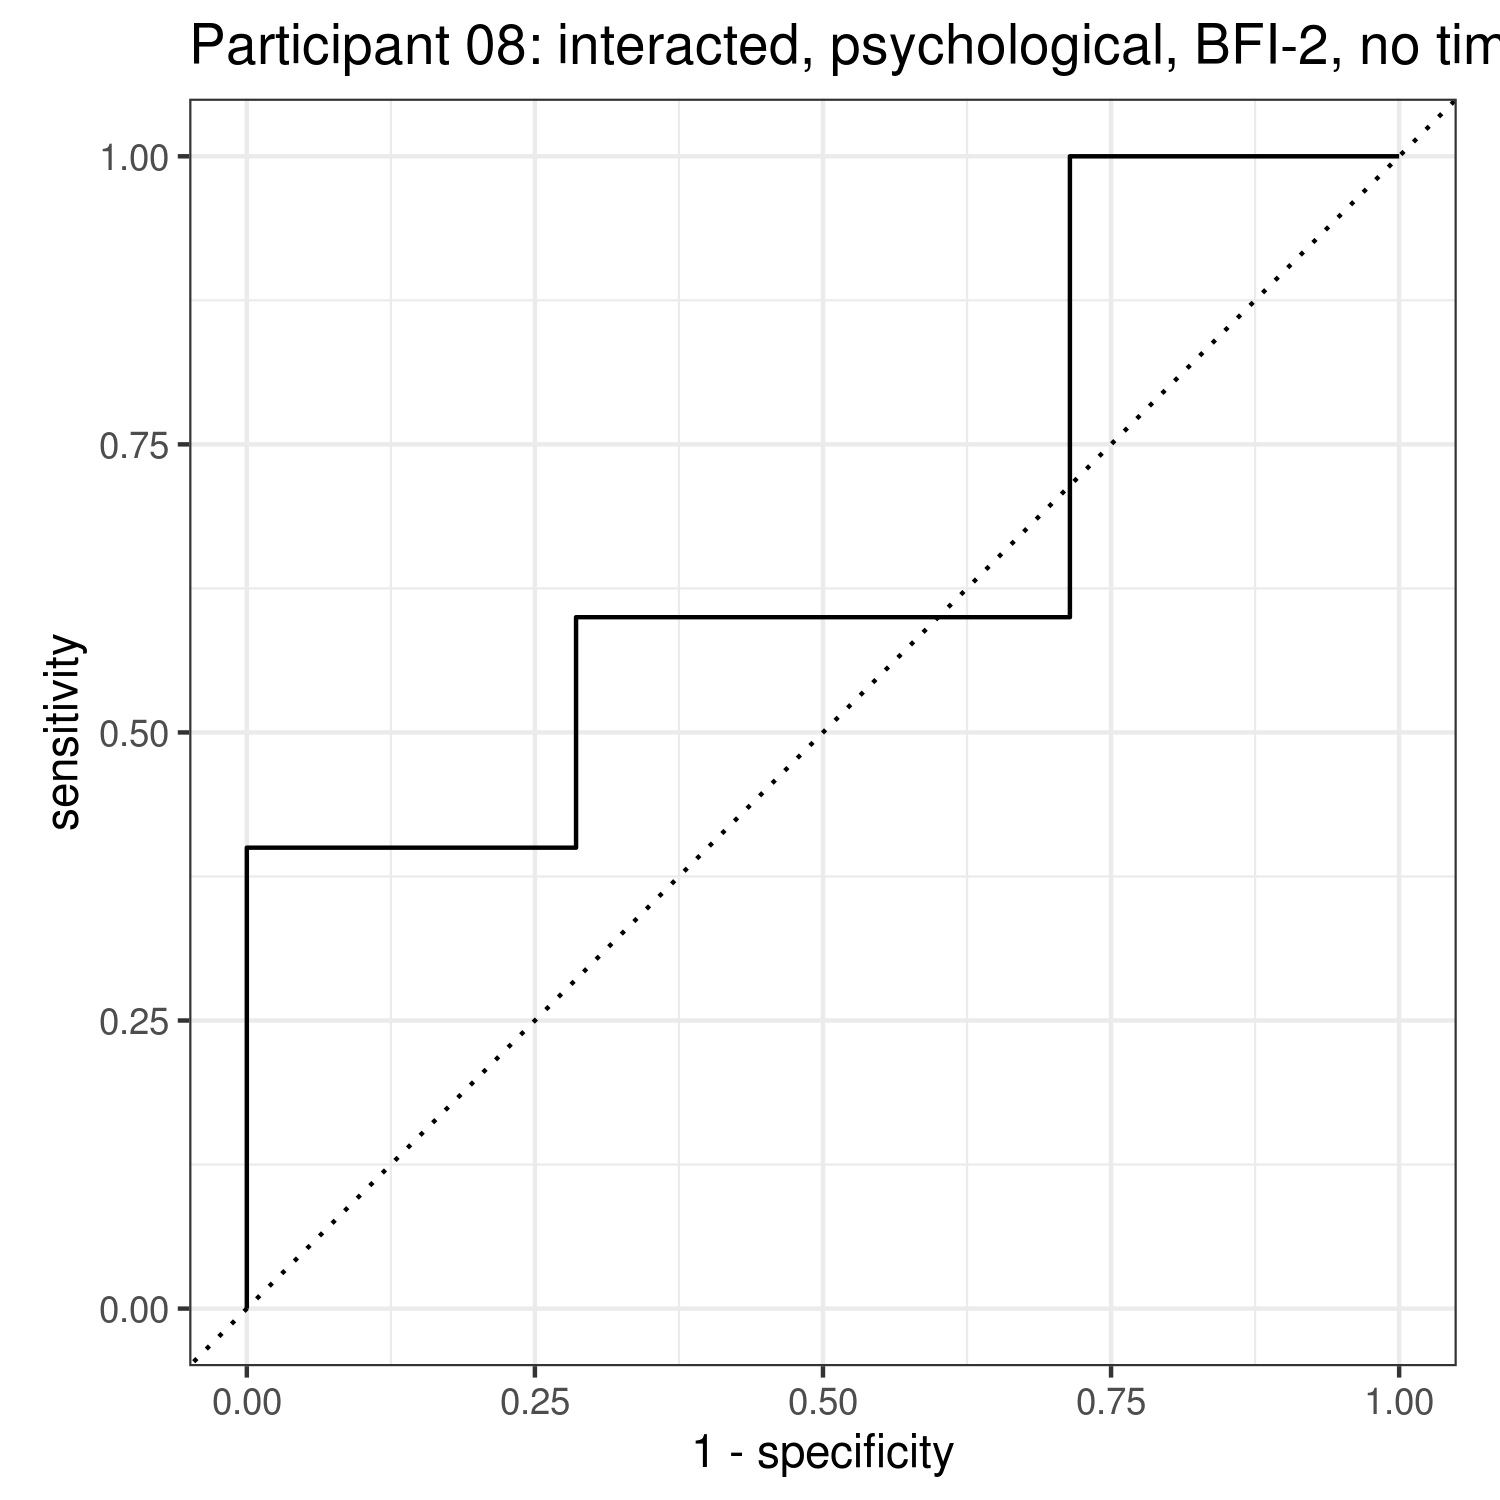 Participant 08: interacted, psychological, BFI-2, no tim
1.00
0.75
0.50
0.25
0.00
sensitivity
0.00 0.25 0.50 0.75 1.00
1 - specificity